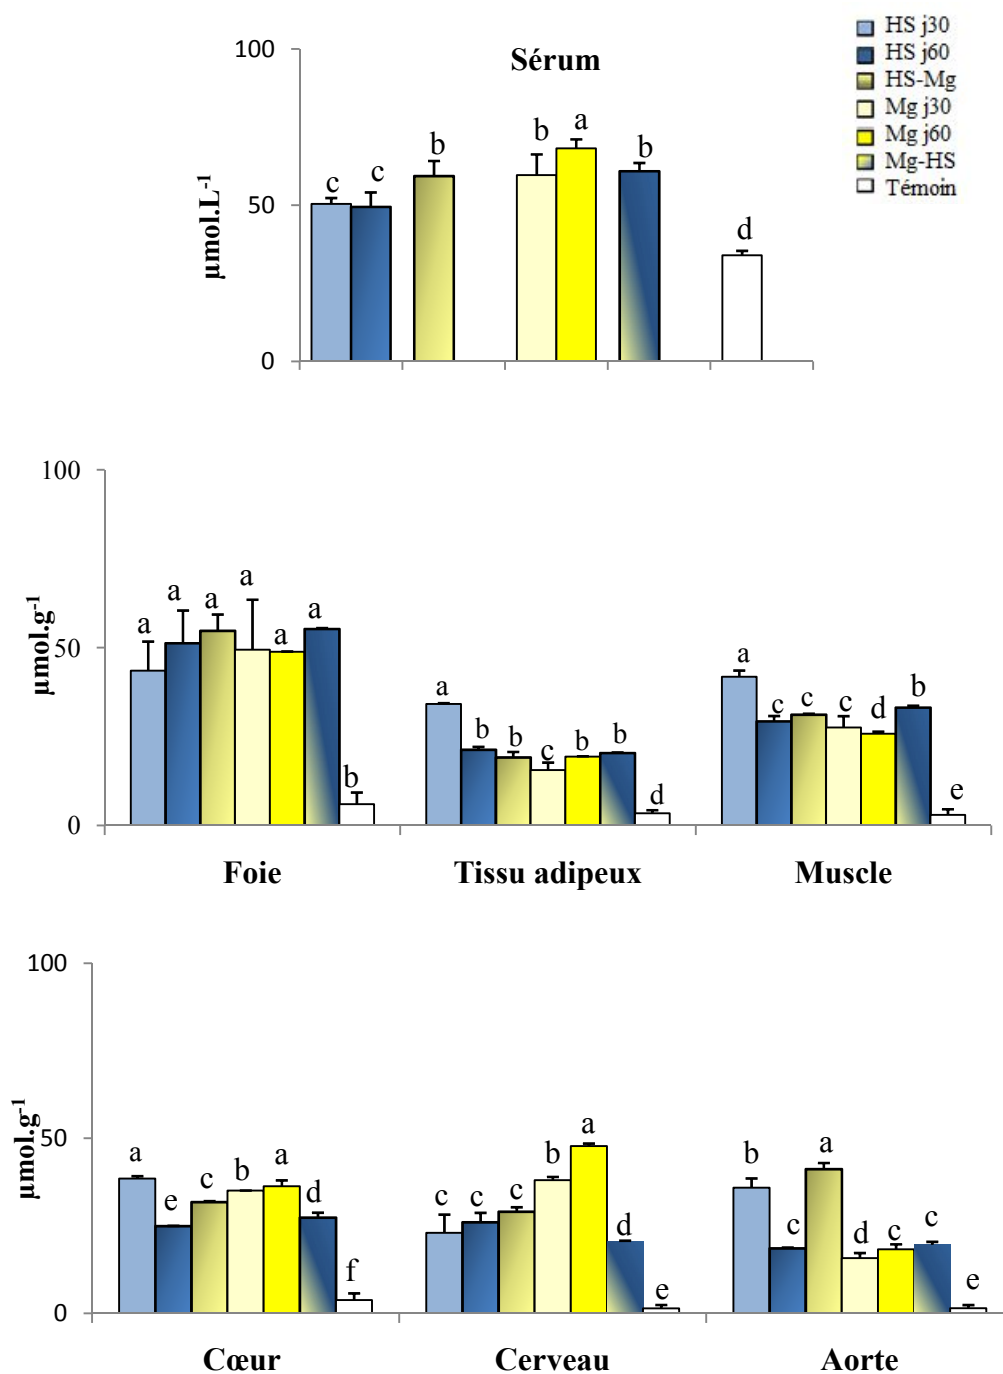 HS j30
HS j60
HS-Mg
Mg j30
Mg j60
Mg-HS
Témoin
Sérum
100
50
0
µmol.L-1
c c b b a b d
100
50
0
µmol.g-1
a a a a a a b
a b b c b b d
a c c c d b e
Foie Tissu adipeux Muscle
100
50
0
µmol.g-1
a e c b a d f
c c c b a d e
b c a d c c e
Cœur Cerveau Aorte